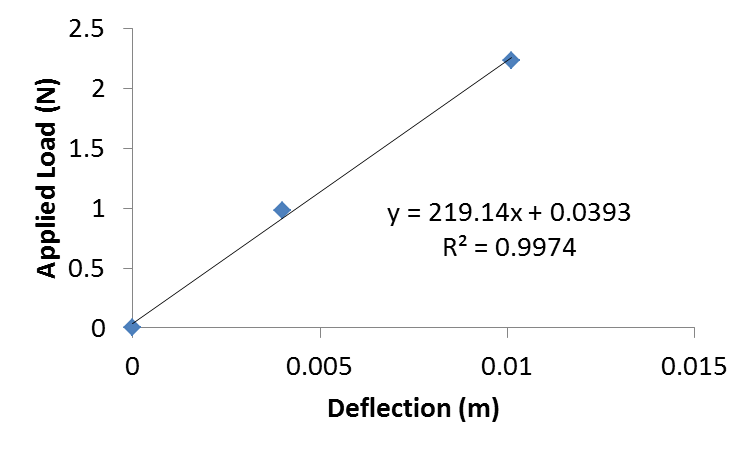 2.5
2
1.5
1
0.5
0
Applied Load (N)
y = 219.14x + 0.0393
R² = 0.9974
0
0.005
0.01
0.015
Deflection (m)